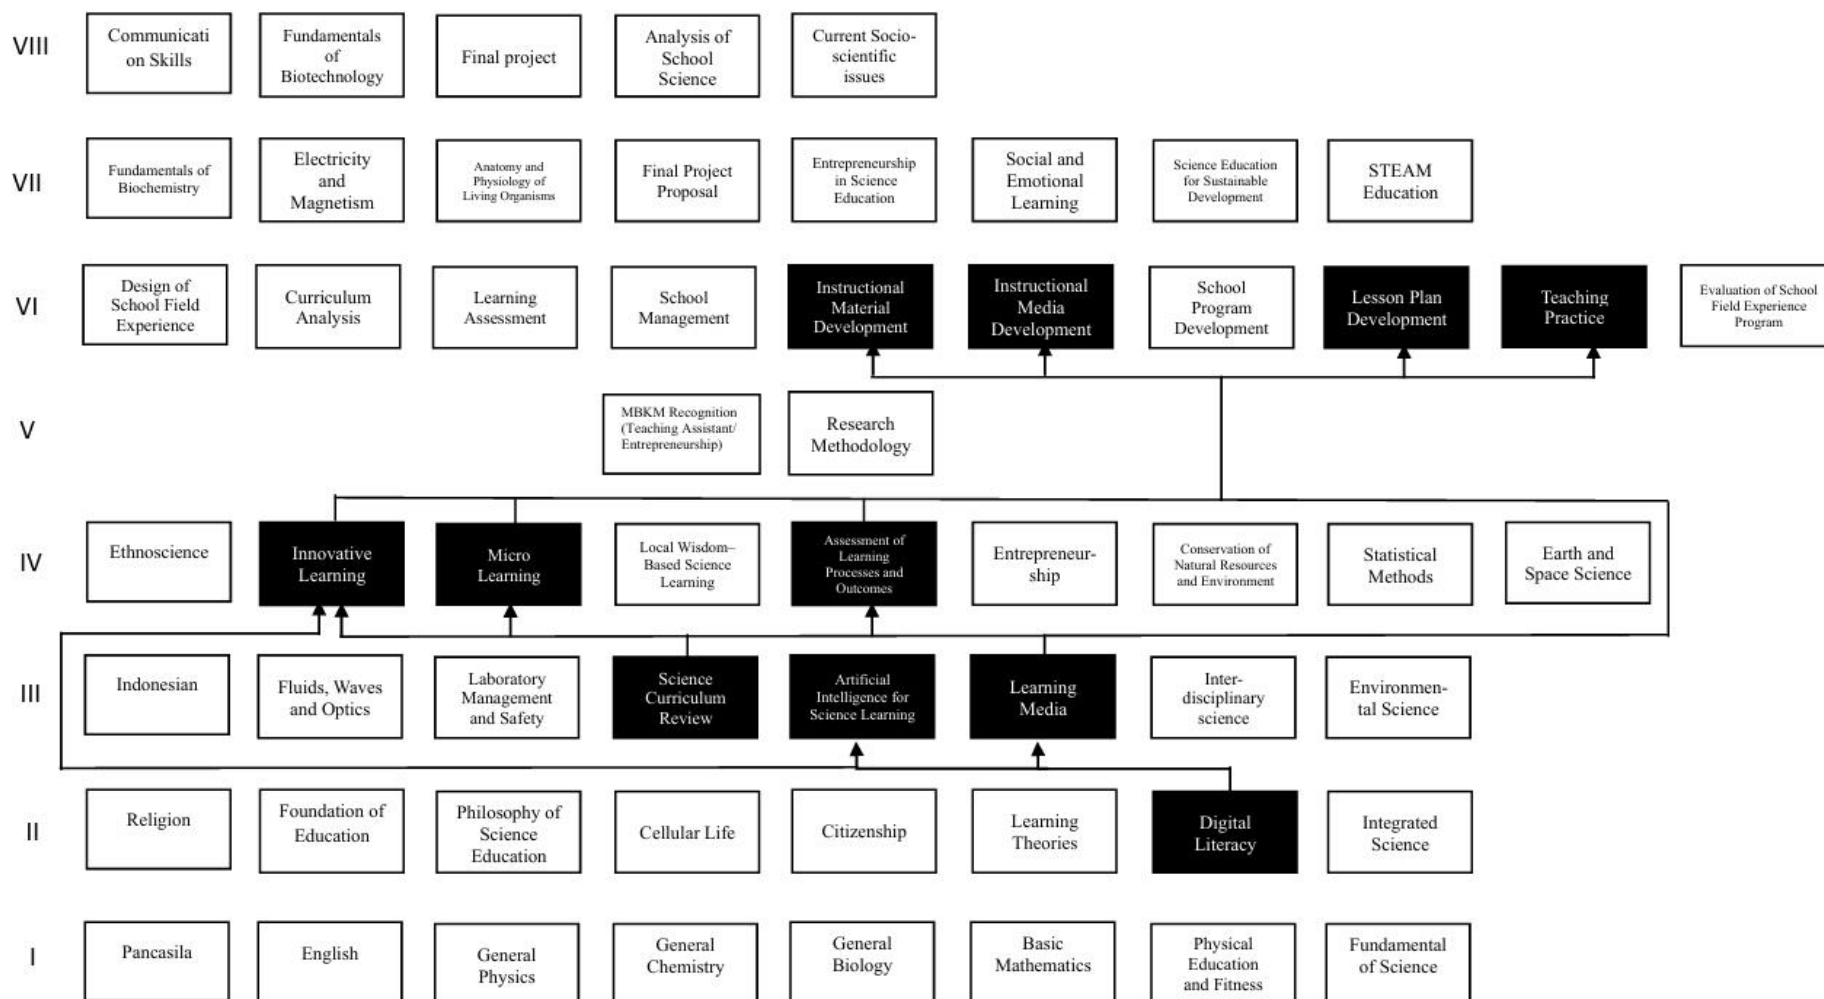 VIII
Communicati
on Skills
Fundamentals
of
Biotechnology
Final project
Analysis of
School
Science
Current Socio-
scientific
issues
VII
Fundamentals of
Biochemistry
Electricity
and
Magnetism
Anatomy and
Physiology of
Living Organisms
Final Project
Proposal
Entrepreneurship
in Science
Education
Social and
Emotional
Learning
Science Education
for Sustainable
Development
STEAM
Education
VI
Design of
School Field
Experience
Curriculum
Analysis
Learning
Assessment
School
Management
Instructional
Material
Development
Instructional
Media
Development
School
Program
Development
Lesson Plan
Development
Teaching
Practice
Evaluation of School
Field Experience
Program
V
MBKM Recognition
(Teaching Assistant/
Entrepreneurship)
Research
Methodology
IV
Ethnoscience
Innovative
Learning
Micro
Learning
Local Wisdom–
Based Science
Learning
Assessment of
Learning
Processes and
Outcomes
Entrepreneur-
ship
Conservation of
Natural Resources
and Environment
Statistical
Methods
Earth and
Space Science
III
Indonesian
Fluids, Waves
and Optics
Laboratory
Management
and Safety
Science
Curriculum
Review
Artificial
Intelligence for
Science Learning
Learning
Media
Inter-
disciplinary
science
Environmen-
tal Science
II
Religion
Foundation of
Education
Philosophy of
Science
Education
Cellular Life
Citizenship
Learning
Theories
Digital
Literacy
Integrated
Science
I
Pancasila
English
General
Physics
General
Chemistry
General
Biology
Basic
Mathematics
Physical
Education
and Fitness
Fundamental
of Science